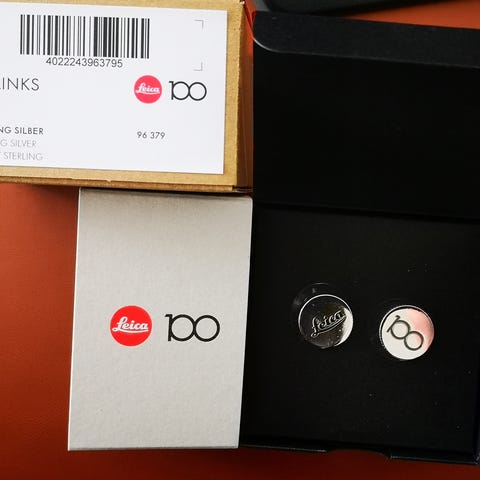 4022243963795
INKS
Leica 100
NG SILBER
96 379
G SILVER
STERLING
Leica 100
Leica
100